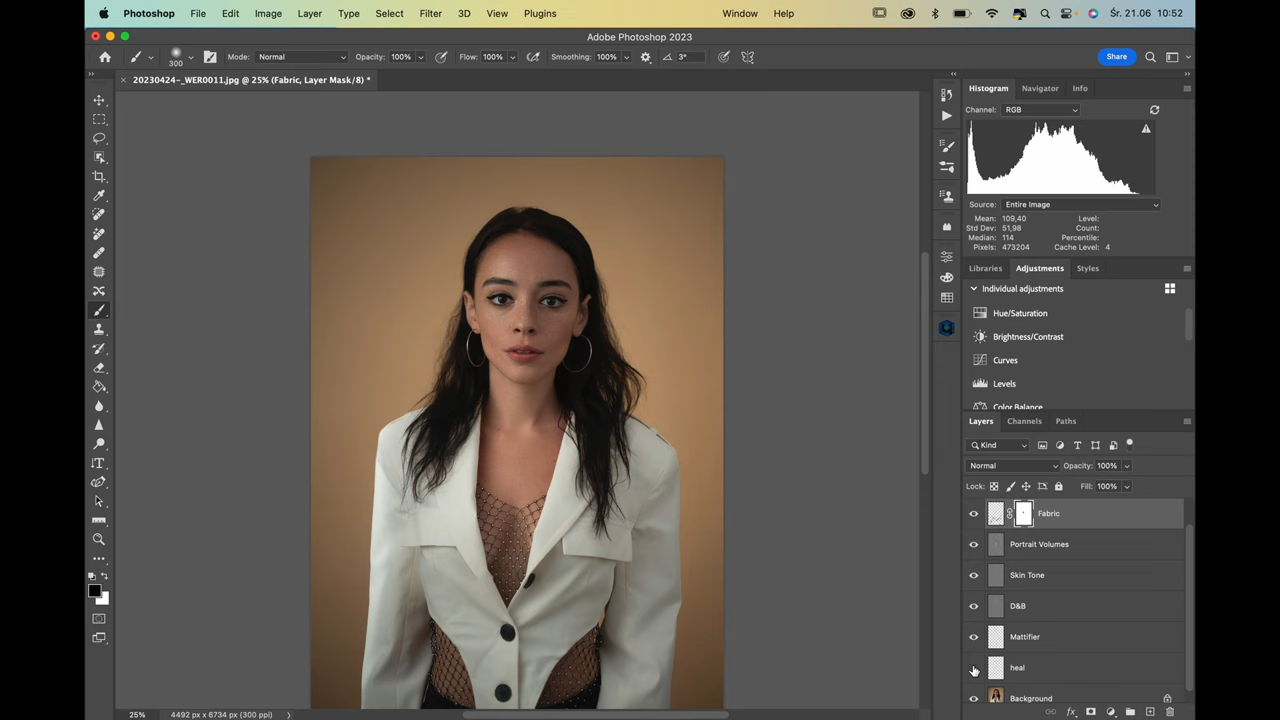 Photoshop File Edit Image Layer Type Select Filter 3D View Plugins Window Help Śr. 21.06 10:52
Adobe Photoshop 2023
300 Mode: Normal Opacity: 100% Flow: 100% Smoothing: 100% 3° Share
20230424-_WER0011.jpg @ 25% (Fabric, Layer Mask/8) *
Histogram Navigator Info
Channel: RGB
Source: Entire Image
Mean: 109,40 Level:
Std Dev: 51,98 Count:
Median: 114 Percentile:
Pixels: 473204 Cache Level: 4
Libraries Adjustments Styles
Individual adjustments
Hue/Saturation
Brightness/Contrast
Curves
Levels
Color Balance
Layers Channels Paths
Kind
Normal Opacity: 100%
Lock: Fill: 100%
Fabric
Portrait Volumes
Skin Tone
D&B
Mattifier
heal
Background
25% 4492 px x 6734 px (300 ppi)